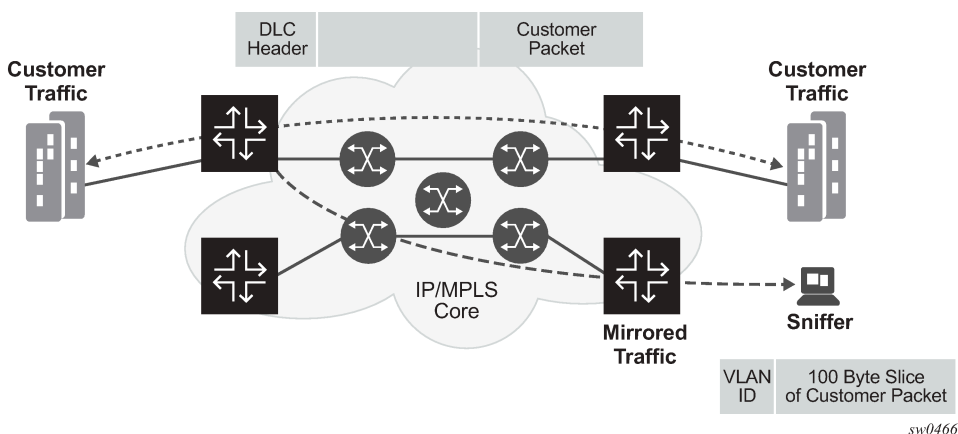 DLC
Header
Customer
Packet
Customer
Traffic
Customer
Traffic
IP/MPLS
Core
Mirrored
Traffic
Sniffer
VLAN
ID
100 Byte Slice
of Customer Packet
sw0466